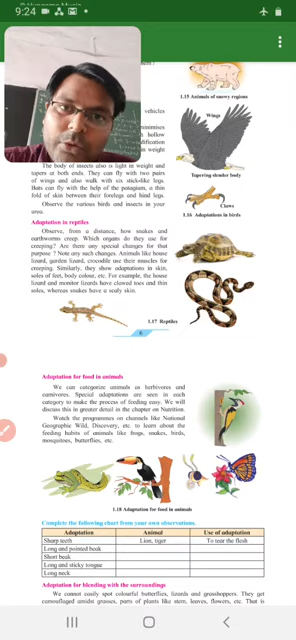 9:24
1.15 Animals of snowy regions
vehicles
Wings
The body of insects also is light in weight and
tapers at both ends. They can fly with two pairs
of wings and also walk with six stick-like legs.
Bats can fly with the help of the patagium, a thin
fold of skin between their forelegs and hind legs.
Observe the various birds and insects in your
area.
Tapering slender body
Claws
1.16 Adaptations in birds
Adaptation in reptiles
Observe, from a distance, how snakes and
earthworms creep. Which organs do they use for
creeping? Are there any special changes for that
purpose ? Note any such changes. Animals like house
lizard, garden lizard, crocodile use their muscles for
creeping. Similarly, they show adaptations in skin,
soles of feet, body colour, etc. For example, the house
lizard and monitor lizards have clawed toes and thin
soles, whereas snakes have a scaly skin.
1.17 Reptiles
6
Adaptation for food in animals
We can categorize animals as herbivores and
carnivores. Special adaptations are seen in each
category to make the process of feeding easy. We will
discuss this in greater detail in the chapter on Nutrition.
Watch the programmes on channels like National
Geographic Wild, Discovery, etc. to learn about the
feeding habits of animals like frogs, snakes, birds,
mosquitoes, butterflies, etc.
1.18 Adaptation for food in animals
Complete the following chart from your own observations.
Adaptation Animal Use of adaptation
Sharp teeth Lion, tiger To tear the flesh
Long and pointed beak
Short beak
Long and sticky tongue
Long neck
Adaptation for blending with the surroundings
We cannot easily spot colourful butterflies, lizards and grasshoppers. They get
camouflaged amidst grasses, parts of plants like stem, leaves, flowers, etc. That is